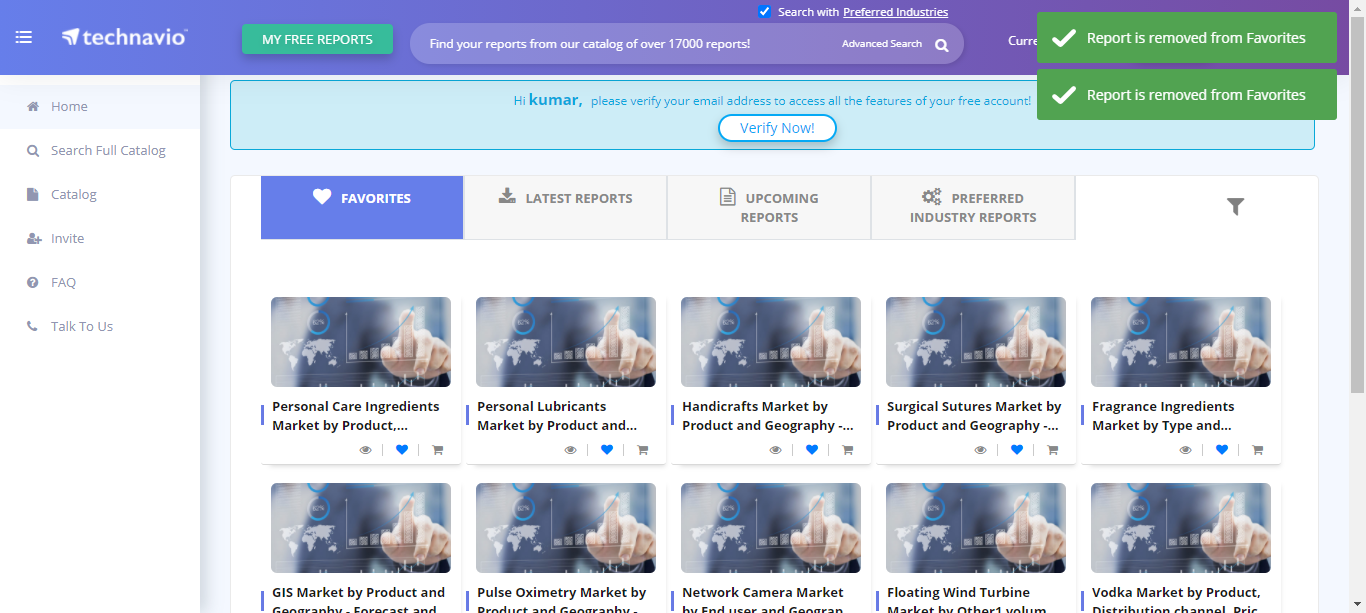 Search with Preferred Industries
technavio
MY FREE REPORTS
Find your reports from our catalog of over 17000 reports!
Advanced Search
Curre
Report is removed from Favorites
Report is removed from Favorites
Hi kumar, please verify your email address to access all the features of your free account!
Verify Now!
Home
Search Full Catalog
Catalog
Invite
FAQ
Talk To Us
FAVORITES
LATEST REPORTS
UPCOMING
REPORTS
PREFERRED
INDUSTRY REPORTS
Personal Care Ingredients
Market by Product,...
Personal Lubricants
Market by Product and...
Handicrafts Market by
Product and Geography -...
Surgical Sutures Market by
Product and Geography -...
Fragrance Ingredients
Market by Type and...
GIS Market by Product and
Geography - Forecast and
Pulse Oximetry Market by
Product and Geography -
Network Camera Market
by End user and Geograp
Floating Wind Turbine
Market by Other1 volum
Vodka Market by Product,
Distribution channel, Pric